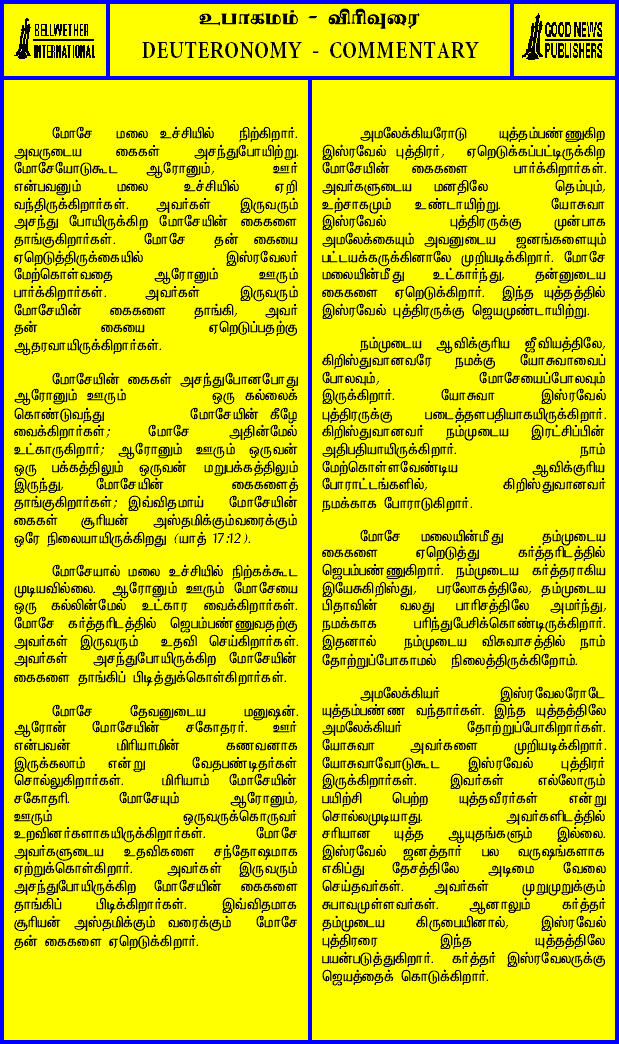 BELLWETHER
INTERNATIONAL
உபாகமம் - விரிவுரை
DEUTERONOMY - COMMENTARY
GOOD NEWS
PUBLISHERS
மோசே மலை உச்சியில் நிற்கிறார்.
அவருடைய கைகள் அசந்துபோயிற்று.
மோசேயோடுகூட ஆரோனும், ஊர்
என்பவனும் மலை உச்சியில் ஏறி
வந்திருக்கிறார்கள். அவர்கள் இருவரும்
அசந்து போயிருக்கிற மோசேயின் கைகளை
தாங்குகிறார்கள். மோசே தன் கையை
ஏறெடுத்திருக்கையில் இஸ்ரவேலர்
மேற்கொள்வதை ஆரோனும் ஊரும்
பார்க்கிறார்கள். அவர்கள் இருவரும்
மோசேயின் கைகளை தாங்கி, அவர்
தன் கையை ஏறெடுப்பதற்கு
ஆதரவாயிருக்கிறார்கள்.
மோசேயின் கைகள் அசந்துபோனபோது
ஆரோனும் ஊரும் ஒரு கல்லைக்
கொண்டுவந்து மோசேயின் கீழே
வைக்கிறார்கள்; மோசே அதின்மேல்
உட்காருகிறார்; ஆரோனும் ஊரும் ஒருவன்
ஒரு பக்கத்திலும் ஒருவன் மறுபக்கத்திலும்
இருந்து, மோசேயின் கைகளைத்
தாங்குகிறார்கள்; இவ்விதமாய் மோசேயின்
கைகள் சூரியன் அஸ்தமிக்கும்வரைக்கும்
ஒரே நிலையாயிருக்கிறது (யாத் 17:12).
மோசேயால் மலை உச்சியில் நிற்கக்கூட
முடியவில்லை. ஆரோனும் ஊரும் மோசேயை
ஒரு கல்லின்மேல் உட்கார வைக்கிறார்கள்.
மோசே கர்த்தரிடத்தில் ஜெபம்பண்ணுவதற்கு
அவர்கள் இருவரும் உதவி செய்கிறார்கள்.
அவர்கள் அசந்துபோயிருக்கிற மோசேயின்
கைகளை தாங்கிப் பிடித்துக்கொள்கிறார்கள்.
மோசே தேவனுடைய மனுஷன்.
ஆரோன் மோசேயின் சகோதரர். ஊர்
என்பவன் மிரியாமின் கணவனாக
இருக்கலாம் என்று வேதபண்டிதர்கள்
சொல்லுகிறார்கள். மிரியாம் மோசேயின்
சகோதரி. மோசேயும் ஆரோனும்,
ஊரும் ஒருவருக்கொருவர்
உறவினர்களாகயிருக்கிறார்கள். மோசே
அவர்களுடைய உதவிகளை சந்தோஷமாக
ஏற்றுக்கொள்கிறார். அவர்கள் இருவரும்
அசந்துபோயிருக்கிற மோசேயின் கைகளை
தாங்கிப் பிடிக்கிறார்கள். இவ்விதமாக
சூரியன் அஸ்தமிக்கும் வரைக்கும் மோசே
தன் கைகளை ஏறெடுக்கிறார்.
அமலேக்கியரோடு யுத்தம்பண்ணுகிற
இஸ்ரவேல் புத்திரர், ஏறெடுக்கப்பட்டிருக்கிற
மோசேயின் கைகளை பார்க்கிறார்கள்.
அவர்களுடைய மனதிலே தெம்பும்,
உற்சாகமும் உண்டாயிற்று. யோசுவா
இஸ்ரவேல் புத்திரருக்கு முன்பாக
அமலேக்கையும் அவனுடைய ஜனங்களையும்
பட்டயக்கருக்கினாலே முறியடிக்கிறார். மோசே
மலையின்மீது உட்கார்ந்து, தன்னுடைய
கைகளை ஏறெடுக்கிறார். இந்த யுத்தத்தில்
இஸ்ரவேல் புத்திரருக்கு ஜெயமுண்டாயிற்று.
நம்முடைய ஆவிக்குரிய ஜீவியத்திலே,
கிறிஸ்துவானவரே நமக்கு யோசுவாவைப்
போலவும், மோசேயைப்போலவும்
இருக்கிறார். யோசுவா இஸ்ரவேல்
புத்திரருக்கு படைத்தளபதியாகயிருக்கிறார்.
கிறிஸ்துவானவர் நம்முடைய இரட்சிப்பின்
அதிபதியாயிருக்கிறார். நாம்
மேற்கொள்ளவேண்டிய ஆவிக்குரிய
போராட்டங்களில், கிறிஸ்துவானவர்
நமக்காக போராடுகிறார்.
மோசே மலையின்மீது தம்முடைய
கைகளை ஏறெடுத்து கர்த்தரிடத்தில்
ஜெபம்பண்ணுகிறார். நம்முடைய கர்த்தராகிய
இயேசுகிறிஸ்து, பரலோகத்திலே, தம்முடைய
பிதாவின் வலது பாரிசத்திலே அமர்ந்து,
நமக்காக பரிந்துபேசிக்கொண்டிருக்கிறார்.
இதனால் நம்முடைய விசுவாசத்தில் நாம்
தோற்றுப்போகாமல் நிலைத்திருக்கிறோம்.
அமலேக்கியர் இஸ்ரவேலரோடே
யுத்தம்பண்ண வந்தார்கள். இந்த யுத்தத்திலே
அமலேக்கியர் தோற்றுப்போகிறார்கள்.
யோசுவா அவர்களை முறியடிக்கிறார்.
யோசுவாவோடுகூட இஸ்ரவேல் புத்திரர்
இருக்கிறார்கள். இவர்கள் எல்லோரும்
பயிற்சி பெற்ற யுத்தவீரர்கள் என்று
சொல்லமுடியாது. அவர்களிடத்தில்
சரியான யுத்த ஆயுதங்களும் இல்லை.
இஸ்ரவேல் ஜனத்தார் பல வருஷங்களாக
எகிப்து தேசத்திலே அடிமை வேலை
செய்தவர்கள். அவர்கள் முறுமுறுக்கும்
சுபாவமுள்ளவர்கள். ஆனாலும் கர்த்தர்
தம்முடைய கிருபையினால், இஸ்ரவேல்
புத்திரரை இந்த யுத்தத்திலே
பயன்படுத்துகிறார். கர்த்தர் இஸ்ரவேலருக்கு
ஜெயத்தைக் கொடுக்கிறார்.